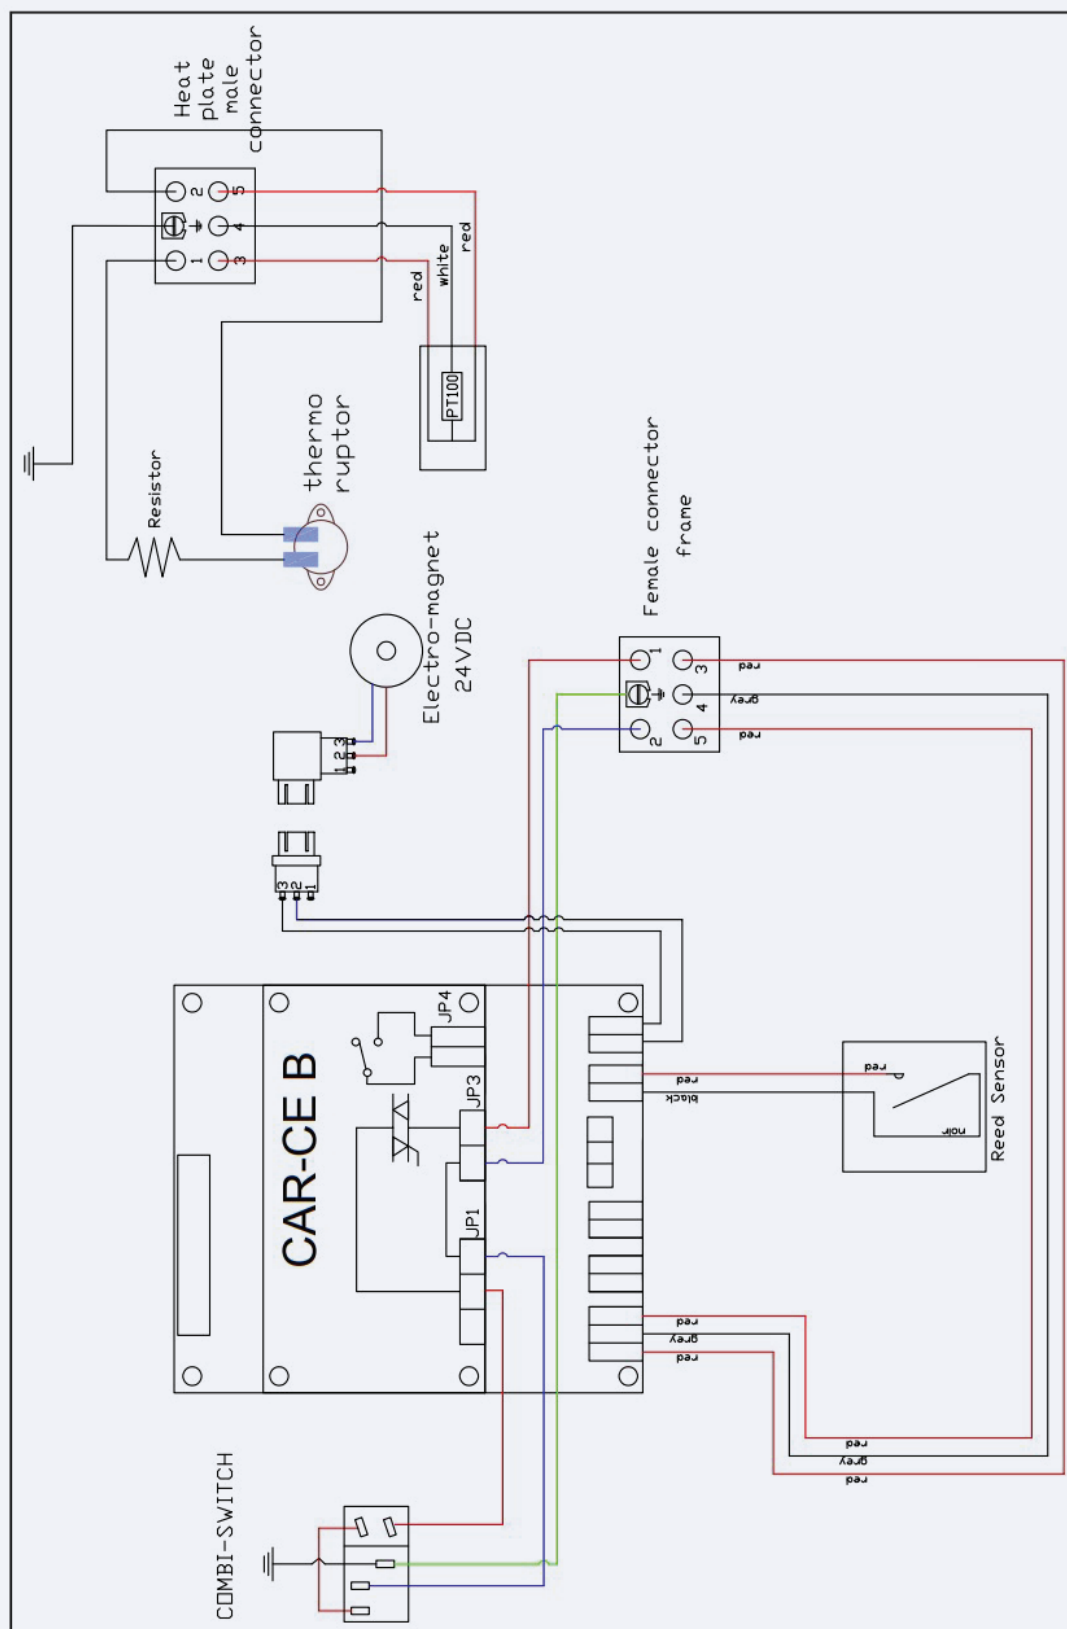 Heat
plate
male
connector
2
5
4
1
3
red
white
red
PT100
Resistor
thermo
ruptor
Electro-magnet
24VDC
Female connector
frame
1
3
4
2
5
red
grey
red
3
2
1
3
2
1
CAR-CE B
JP4
JP3
JP1
red
black
red
noir
Reed Sensor
red
grey
red
red
grey
red
COMBI-SWITCH